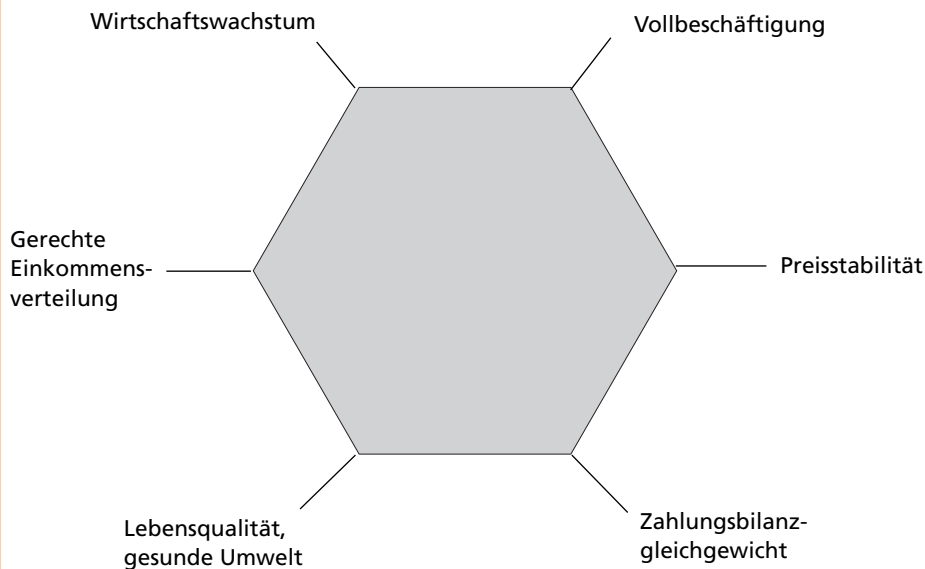 Wirtschaftswachstum
Vollbeschäftigung
Gerechte
Einkommens-
verteilung
Preisstabilität
Lebensqualität,
gesunde Umwelt
Zahlungsbilanz-
gleichgewicht